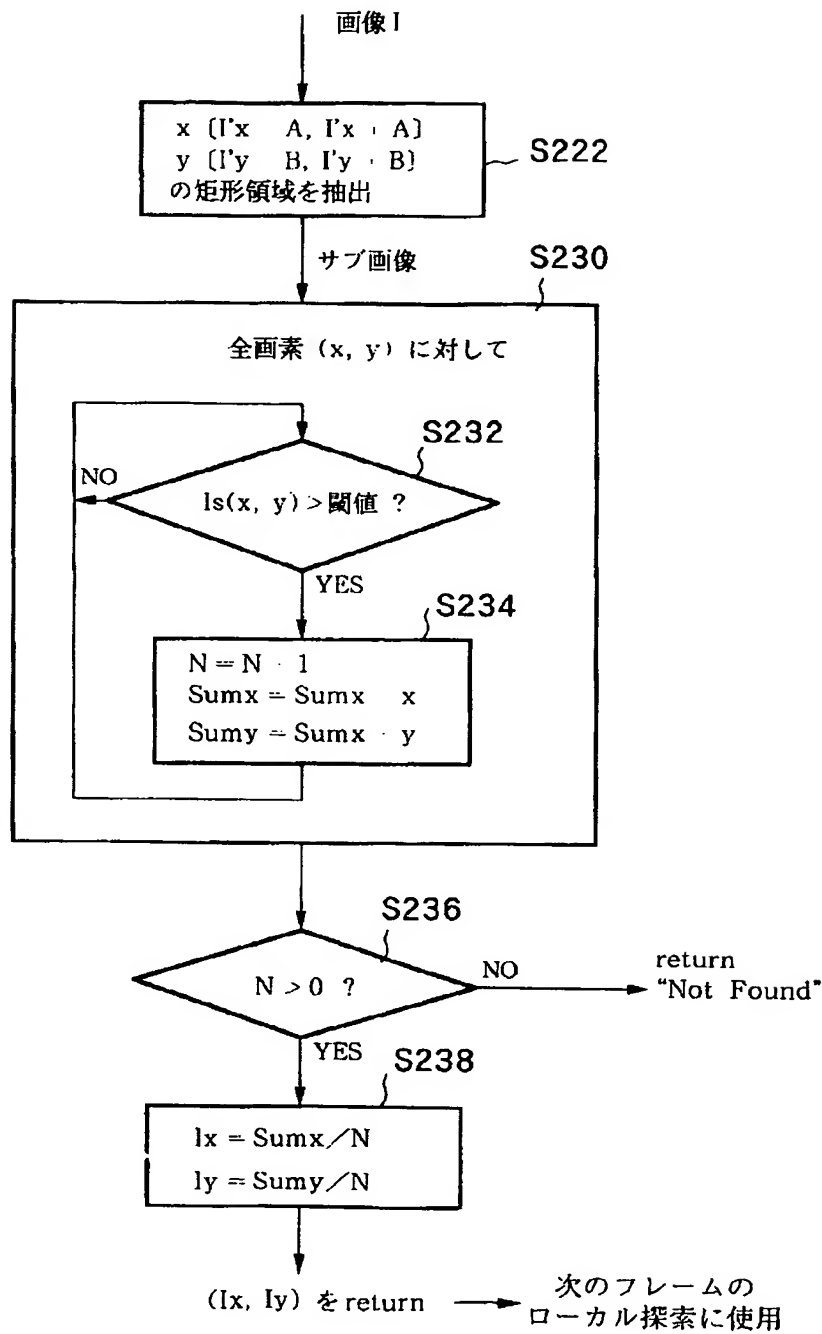 画像I
x〔I'x A, I'x + A〕
y〔I'y B, I'y + B〕
の矩形領域を抽出
S222
サブ画像
S230
全画素 (x, y) に対して
S232
NO
Is(x, y) > 閾値 ?
YES
S234
N = N · 1
Sumx = Sumx x
Sumy = Sumx · y
S236
N > 0 ?
NO
return
“Not Found”
YES
S238
Ix = Sumx/N
Iy = Sumy/N
(Ix, Iy) を return
次のフレームの
ローカル探索に使用